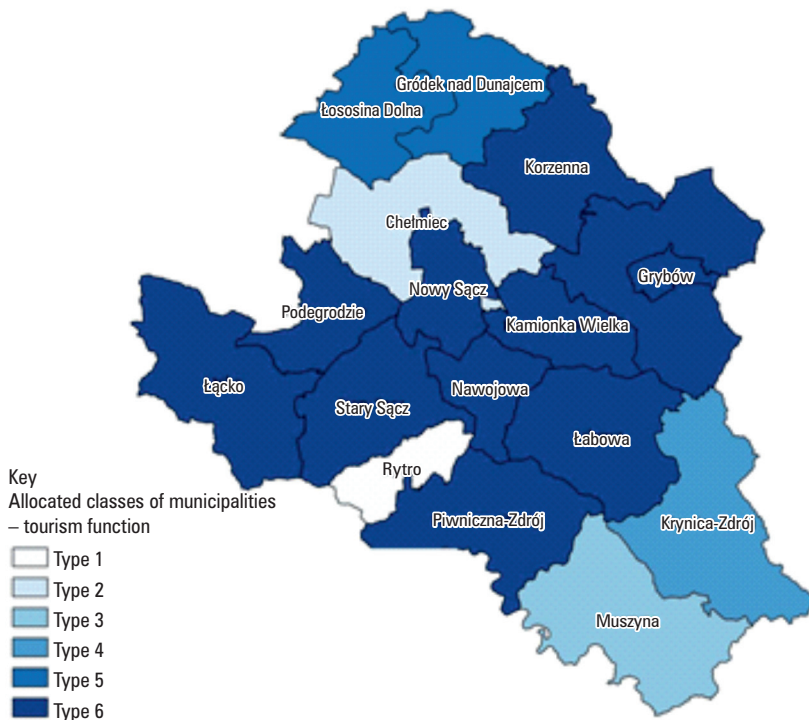 Gródek nad Dunajcem
Łososina Dolna
Korzenna
Chełmiec
Grybów
Nowy Sącz
Podegrodzie
Kamionka Wielka
Łącko
Nawojowa
Stary Sącz
Łabowa
Rytro
Piwniczna-Zdrój
Krynica-Zdrój
Muszyna
Key
Allocated classes of municipalities
– tourism function
Type 1
Type 2
Type 3
Type 4
Type 5
Type 6